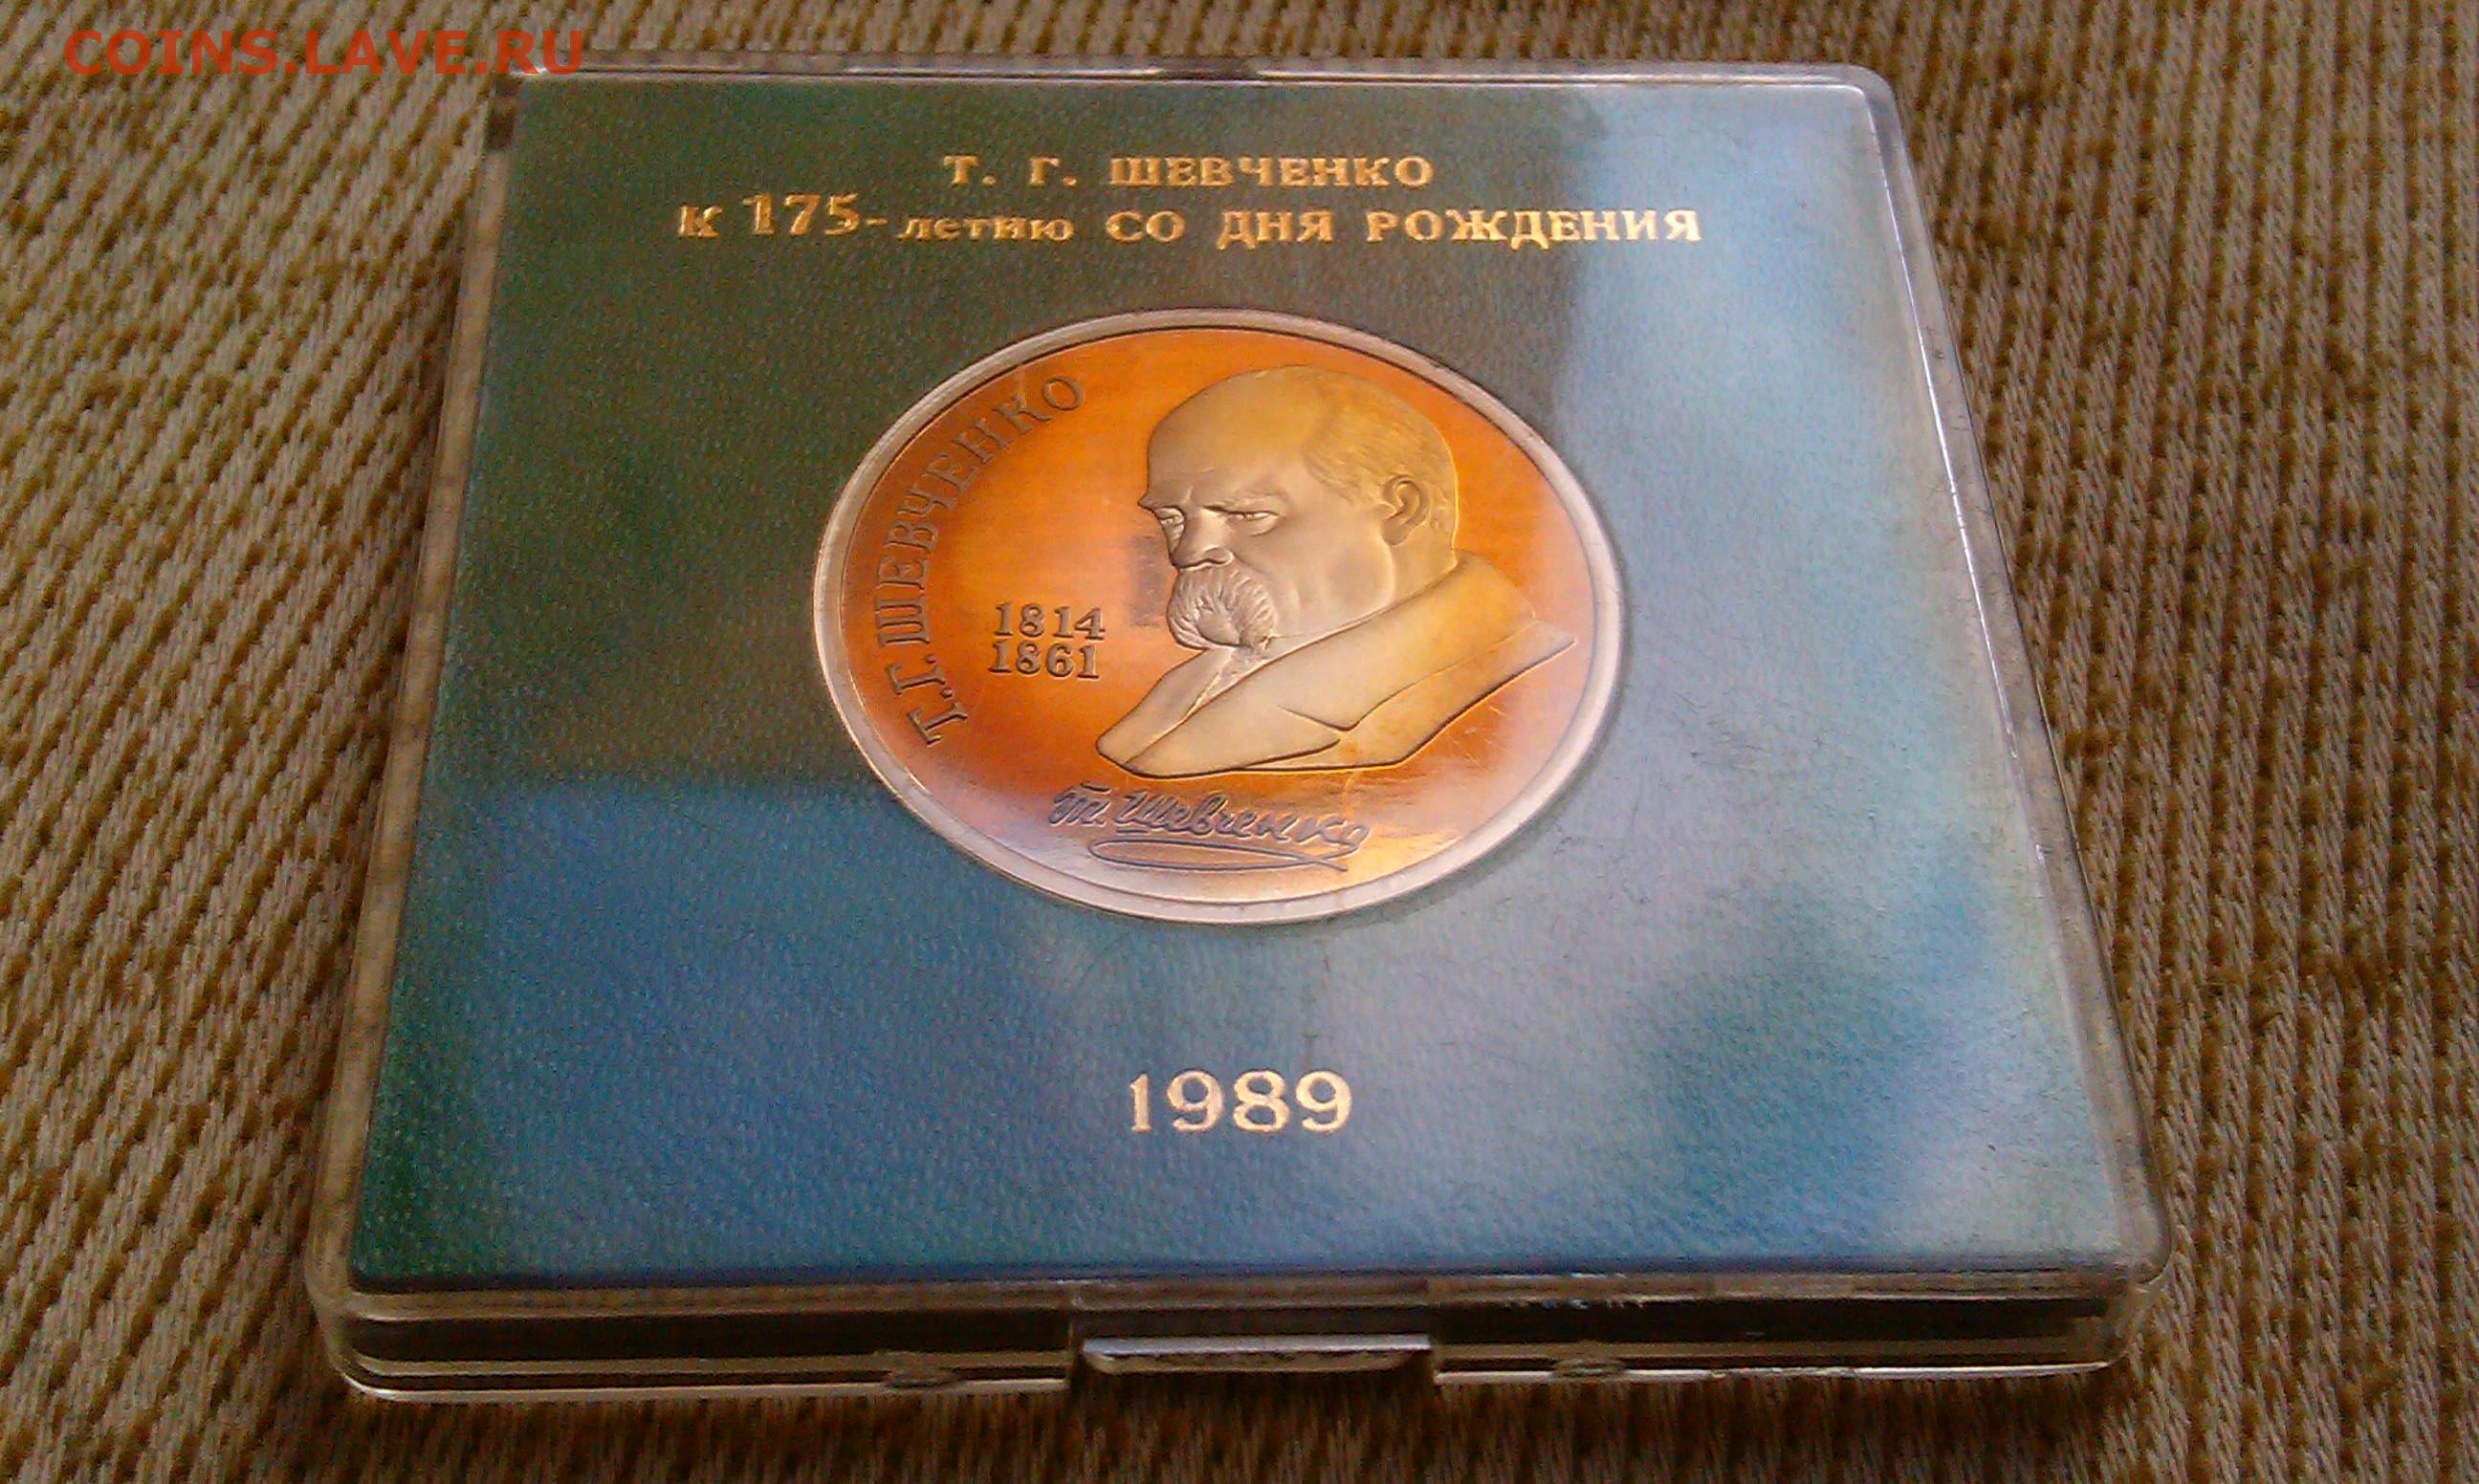 COINS.LAVE.RU
Т. Г. ШЕВЧЕНКО
К 175-летию СО ДНЯ РОЖДЕНИЯ
Т.Г. ШЕВЧЕНКО
1814
1861
Т. Шевченко
1989